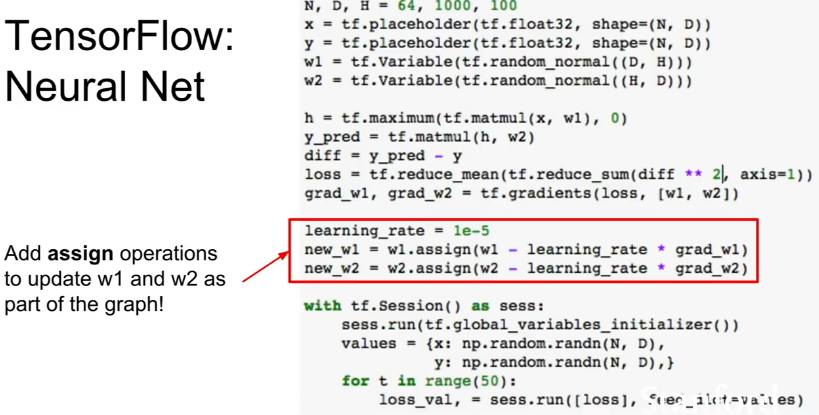 TensorFlow:
Neural Net
Add assign operations
to update w1 and w2 as
part of the graph!
N, D, H = 64, 1000, 100
x = tf.placeholder(tf.float32, shape=(N, D))
y = tf.placeholder(tf.float32, shape=(N, D))
w1 = tf.Variable(tf.random_normal((D, H)))
w2 = tf.Variable(tf.random_normal((H, D)))
h = tf.maximum(tf.matmul(x, w1), 0)
y_pred = tf.matmul(h, w2)
diff = y_pred - y
loss = tf.reduce_mean(tf.reduce_sum(diff ** 2, axis=1))
grad_w1, grad_w2 = tf.gradients(loss, [w1, w2])
learning_rate = 1e-5
new_w1 = w1.assign(w1 - learning_rate * grad_w1)
new_w2 = w2.assign(w2 - learning_rate * grad_w2)
with tf.Session() as sess:
    sess.run(tf.global_variables_initializer())
    values = {x: np.random.randn(N, D),
              y: np.random.randn(N, D),}
    for t in range(50):
        loss_val, = sess.run([loss], feed_dict=values)